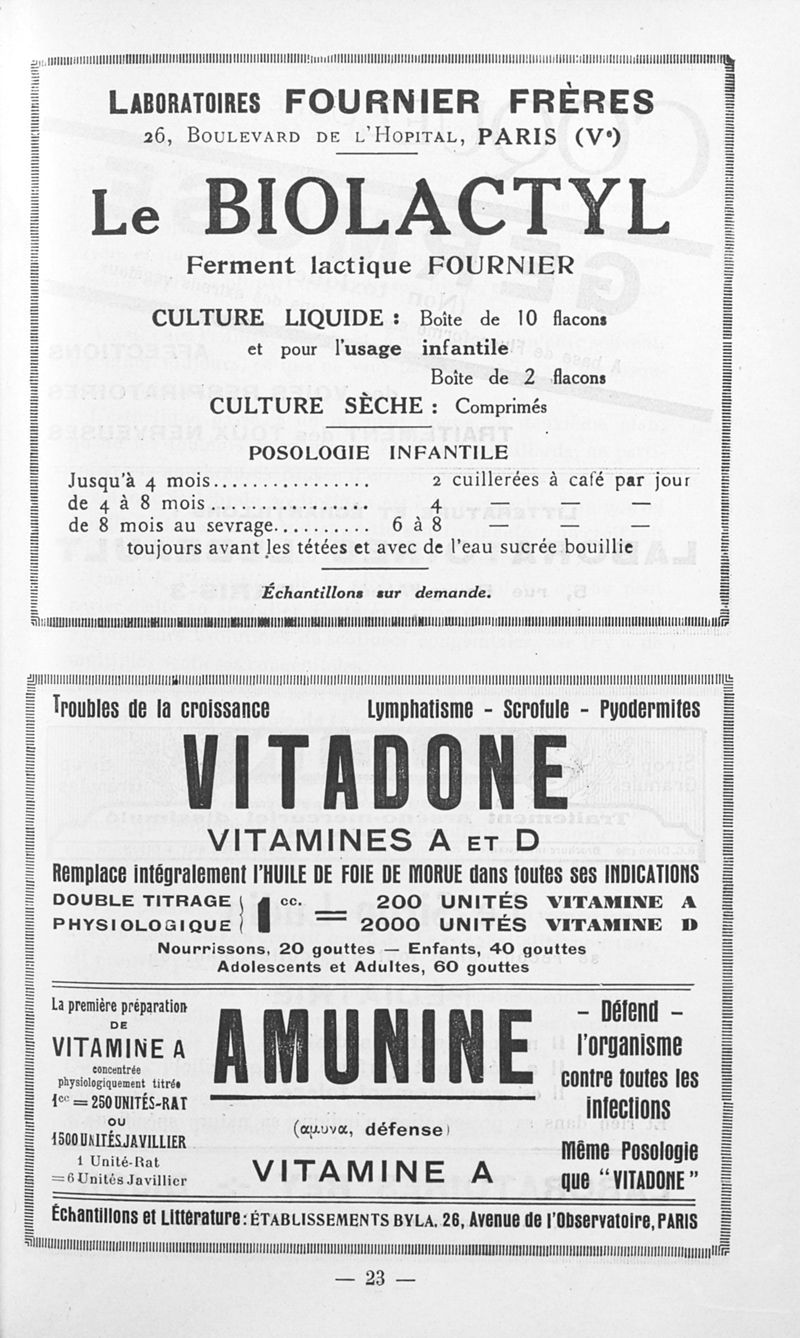 LABORATOIRES FOURNIER FRÈRES
26, BOULEVARD DE L'HOPITAL, PARIS (Ve)
Le BIOLACTYL
Ferment lactique FOURNIER
CULTURE LIQUIDE : Boîte de 10 flacons
et pour l'usage infantile
Boîte de 2 flacons
CULTURE SÈCHE : Comprimés
POSOLOGIE INFANTILE
Jusqu'à 4 mois................ 2 cuillerées à café par jour
de 4 à 8 mois................ 4 — — —
de 8 mois au sevrage.......... 6 à 8 — — —
toujours avant les tétées et avec de l'eau sucrée bouillie
Échantillons sur demande.
Troubles de la croissance Lymphatisme - Scrofule - Pyodermites
VITADONE
VITAMINES A ET D
Remplace intégralement l'HUILE DE FOIE DE MORUE dans toutes ses INDICATIONS
DOUBLE TITRAGE PHYSIOLOGIQUE 1 cc. = 200 UNITÉS VITAMINE A
2000 UNITÉS VITAMINE D
Nourrissons, 20 gouttes — Enfants, 40 gouttes
Adolescents et Adultes, 60 gouttes
La première préparation
DE
VITAMINE A
concentrée
physiologiquement titrée
1cc = 250 UNITÉS-RAT
OU
1500 UNITÉS JAVILLIER
1 Unité-Rat
= 6 Unités Javillier
AMUNINE
(αμυνα, défense)
VITAMINE A
- Défend -
l'organisme
contre toutes les
infections
Même Posologie
que "VITADONE"
Échantillons et Littérature : ÉTABLISSEMENTS BYLA, 26, Avenue de l'Observatoire, PARIS
— 23 —